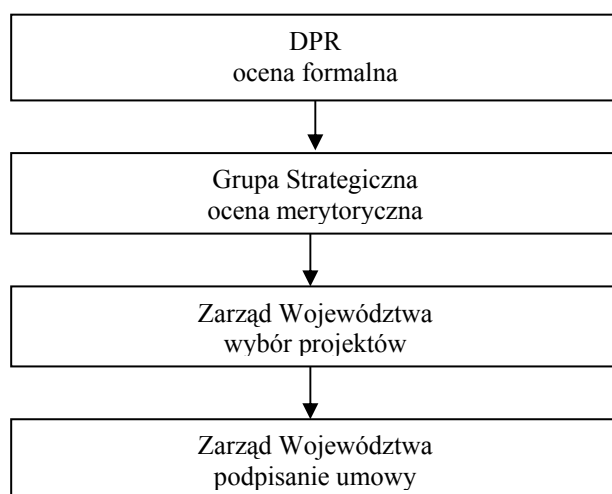 DPR
ocena formalna
Grupa Strategiczna
ocena merytoryczna
Zarząd Województwa
wybór projektów
Zarząd Województwa
podpisanie umowy